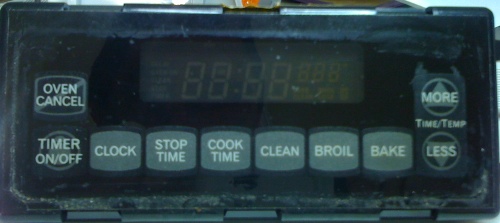 OVEN
CANCEL
MORE
TIME/TEMP
TIMER
ON/OFF
CLOCK
STOP
TIME
COOK
TIME
CLEAN
BROIL
BAKE
LESS